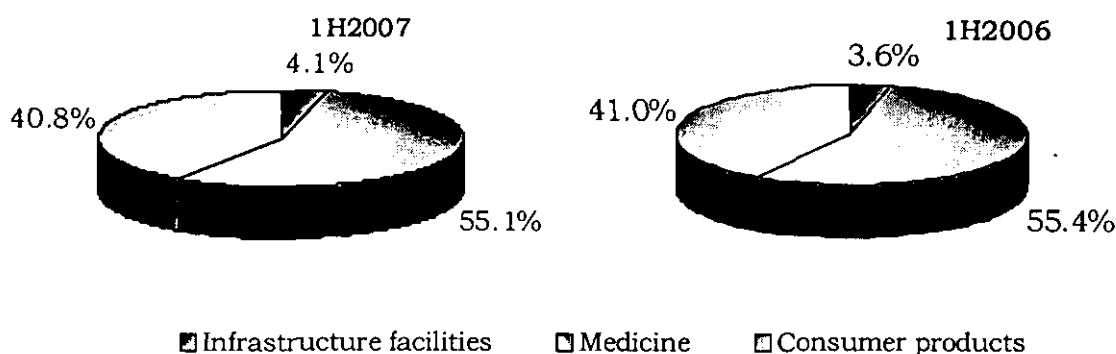 1H2007
1H2006
4.1%
3.6%
40.8%
41.0%
55.1%
55.4%
Infrastructure facilities Medicine Consumer products